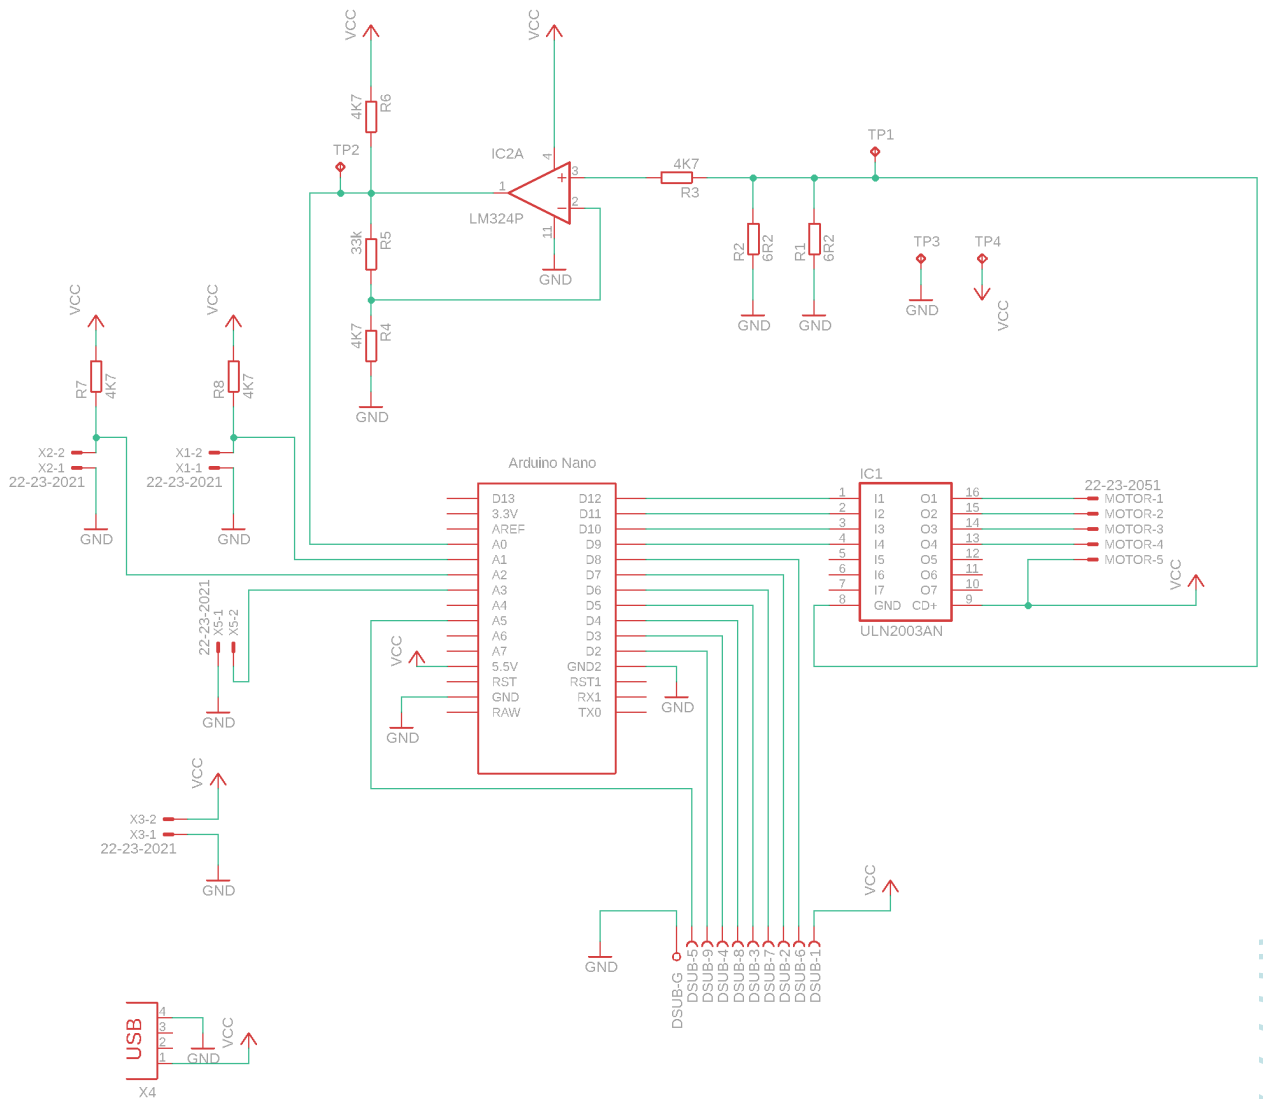 VCC
VCC
4K7
R6
TP2
IC2A
4
3
1
2
11
LM324P
GND
4K7
R3
TP1
R2
6R2
R1
6R2
GND
GND
TP3
GND
TP4
VCC
33k
R5
4K7
R4
GND
VCC
R7
4K7
X2-2
X2-1
22-23-2021
GND
VCC
R8
4K7
X1-2
X1-1
22-23-2021
GND
Arduino Nano
D13
3.3V
AREF
A0
A1
A2
A3
A4
A5
A6
A7
5.5V
RST
GND
RAW
D12
D11
D10
D9
D8
D7
D6
D5
D4
D3
D2
GND2
RST1
RX1
TX0
VCC
GND
GND
IC1
1 I1 O1 16
2 I2 O2 15
3 I3 O3 14
4 I4 O4 13
5 I5 O5 12
6 I6 O6 11
7 I7 O7 10
8 GND CD+ 9
ULN2003AN
22-23-2051
MOTOR-1
MOTOR-2
MOTOR-3
MOTOR-4
MOTOR-5
VCC
22-23-2021
X5-1
X5-2
GND
VCC
X3-2
X3-1
22-23-2021
GND
VCC
GND
DSUB-G
DSUB-5
DSUB-9
DSUB-4
DSUB-8
DSUB-3
DSUB-7
DSUB-2
DSUB-6
DSUB-1
USB
4
3
2
1
GND
VCC
X4